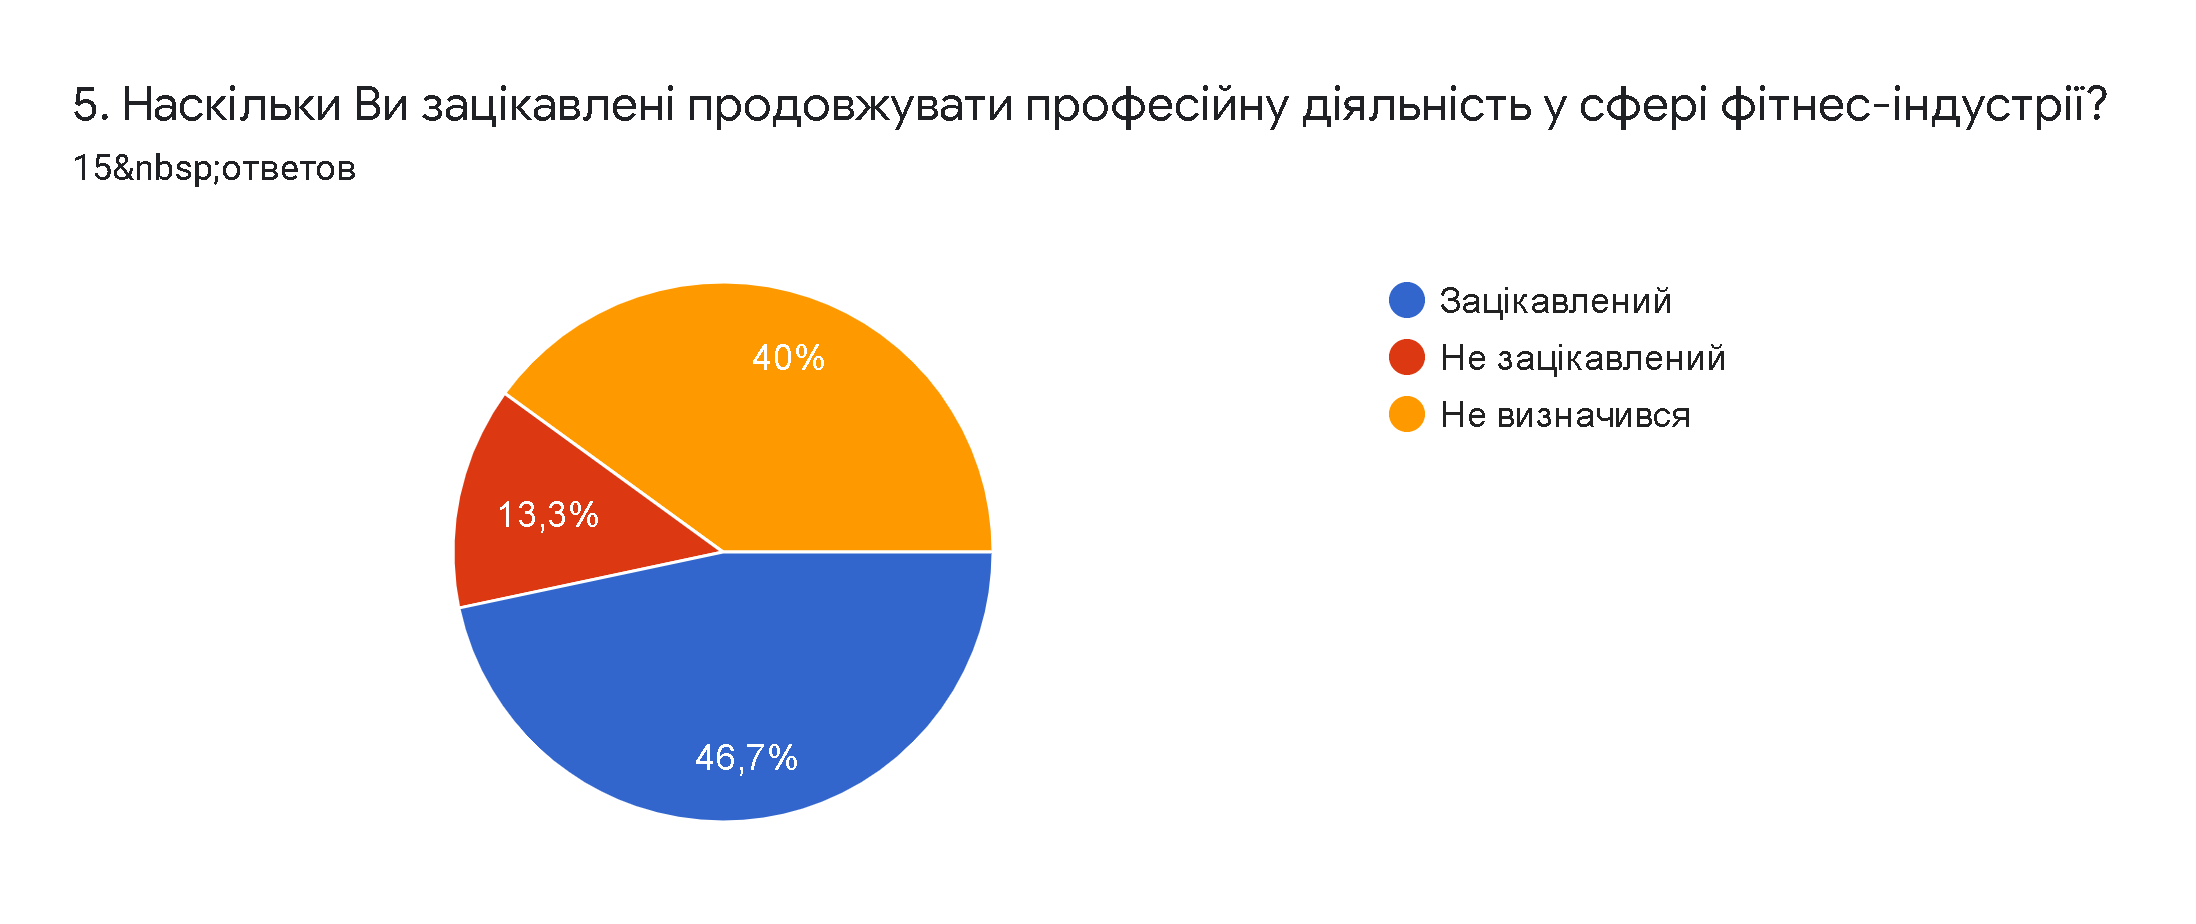 5. Наскільки Ви зацікавлені продовжувати професійну діяльність у сфері фітнес-індустрії?
15&nbsp;ответов
Зацікавлений
Не зацікавлений
Не визначився
40%
13,3%
46,7%